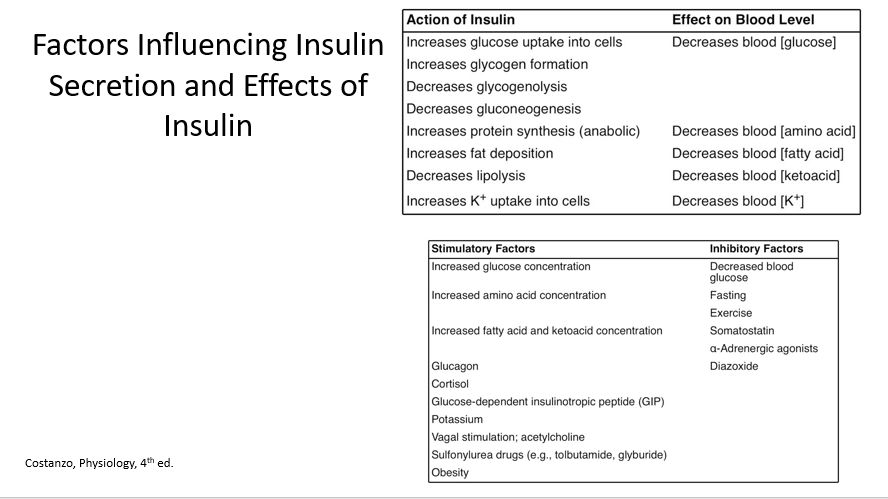 Factors Influencing Insulin
Secretion and Effects of
Insulin
Action of Insulin Effect on Blood Level
Increases glucose uptake into cells Decreases blood [glucose]
Increases glycogen formation
Decreases glycogenolysis
Decreases gluconeogenesis
Increases protein synthesis (anabolic) Decreases blood [amino acid]
Increases fat deposition Decreases blood [fatty acid]
Decreases lipolysis Decreases blood [ketoacid]
Increases K⁺ uptake into cells Decreases blood [K⁺]
Stimulatory Factors Inhibitory Factors
Increased glucose concentration Decreased blood
glucose
Increased amino acid concentration Fasting
Exercise
Increased fatty acid and ketoacid concentration Somatostatin
α-Adrenergic agonists
Glucagon Diazoxide
Cortisol
Glucose-dependent insulinotropic peptide (GIP)
Potassium
Vagal stimulation; acetylcholine
Sulfonylurea drugs (e.g., tolbutamide, glyburide)
Obesity
Costanzo, Physiology, 4th ed.